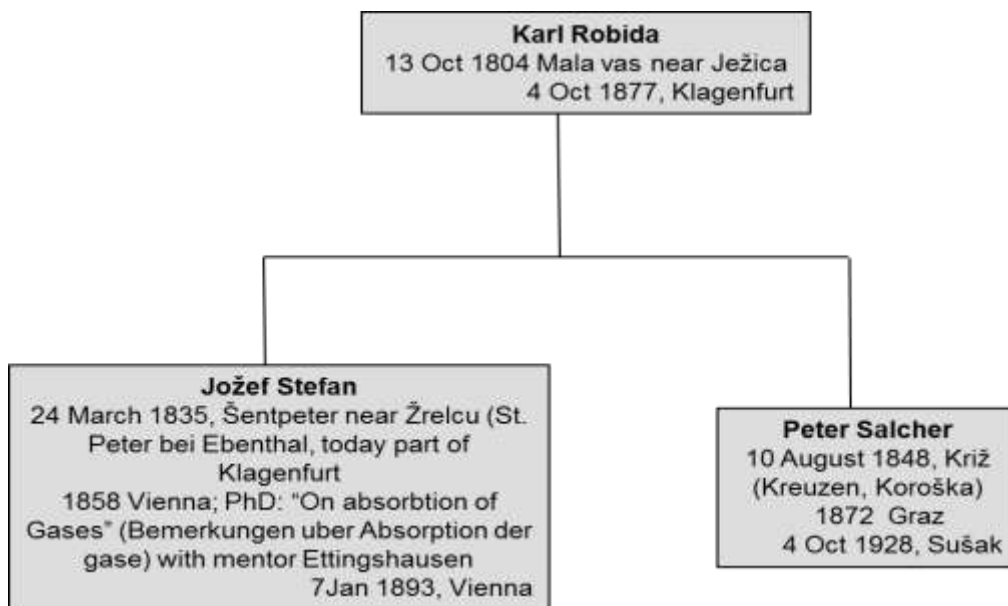 Karl Robida
13 Oct 1804 Mala vas near Ježica
4 Oct 1877, Klagenfurt
Jožef Stefan
24 March 1835, Šentpeter near Žrelcu (St.
Peter bei Ebenthal, today part of
Klagenfurt
1858 Vienna; PhD: "On absorbtion of
Gases" (Bemerkungen uber Absorption der
gase) with mentor Ettingshausen
7Jan 1893, Vienna
Peter Salcher
10 August 1848, Križ
(Kreuzen, Koroška)
1872 Graz
4 Oct 1928, Sušak